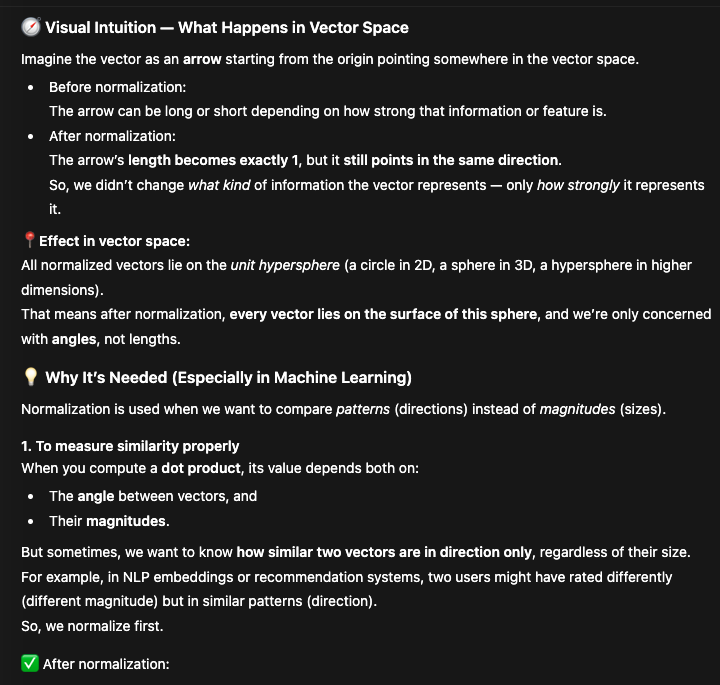 🧭 Visual Intuition — What Happens in Vector Space
Imagine the vector as an arrow starting from the origin pointing somewhere in the vector space.
• Before normalization:
The arrow can be long or short depending on how strong that information or feature is.
• After normalization:
The arrow's length becomes exactly 1, but it still points in the same direction.
So, we didn't change what kind of information the vector represents — only how strongly it represents
it.
📍Effect in vector space:
All normalized vectors lie on the unit hypersphere (a circle in 2D, a sphere in 3D, a hypersphere in higher
dimensions).
That means after normalization, every vector lies on the surface of this sphere, and we're only concerned
with angles, not lengths.
💡 Why It's Needed (Especially in Machine Learning)
Normalization is used when we want to compare patterns (directions) instead of magnitudes (sizes).
1. To measure similarity properly
When you compute a dot product, its value depends both on:
• The angle between vectors, and
• Their magnitudes.
But sometimes, we want to know how similar two vectors are in direction only, regardless of their size.
For example, in NLP embeddings or recommendation systems, two users might have rated differently
(different magnitude) but in similar patterns (direction).
So, we normalize first.
✅ After normalization: